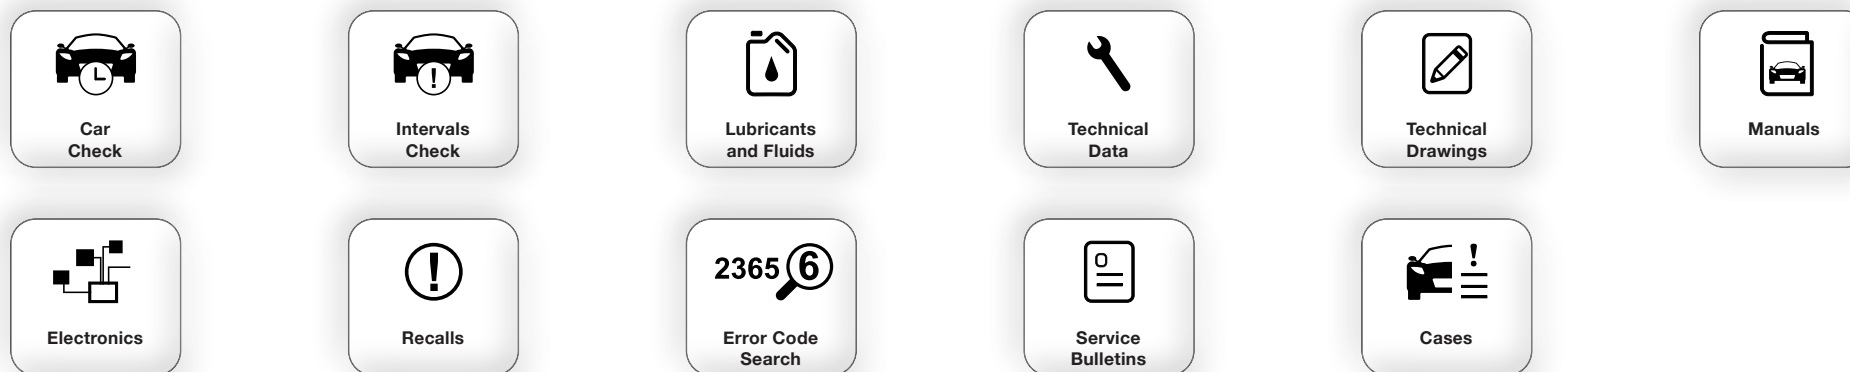 Car
Check
Intervals
Check
Lubricants
and Fluids
Technical
Data
Technical
Drawings
Manuals
Electronics
Recalls
2365 6
Error Code
Search
Service
Bulletins
Cases